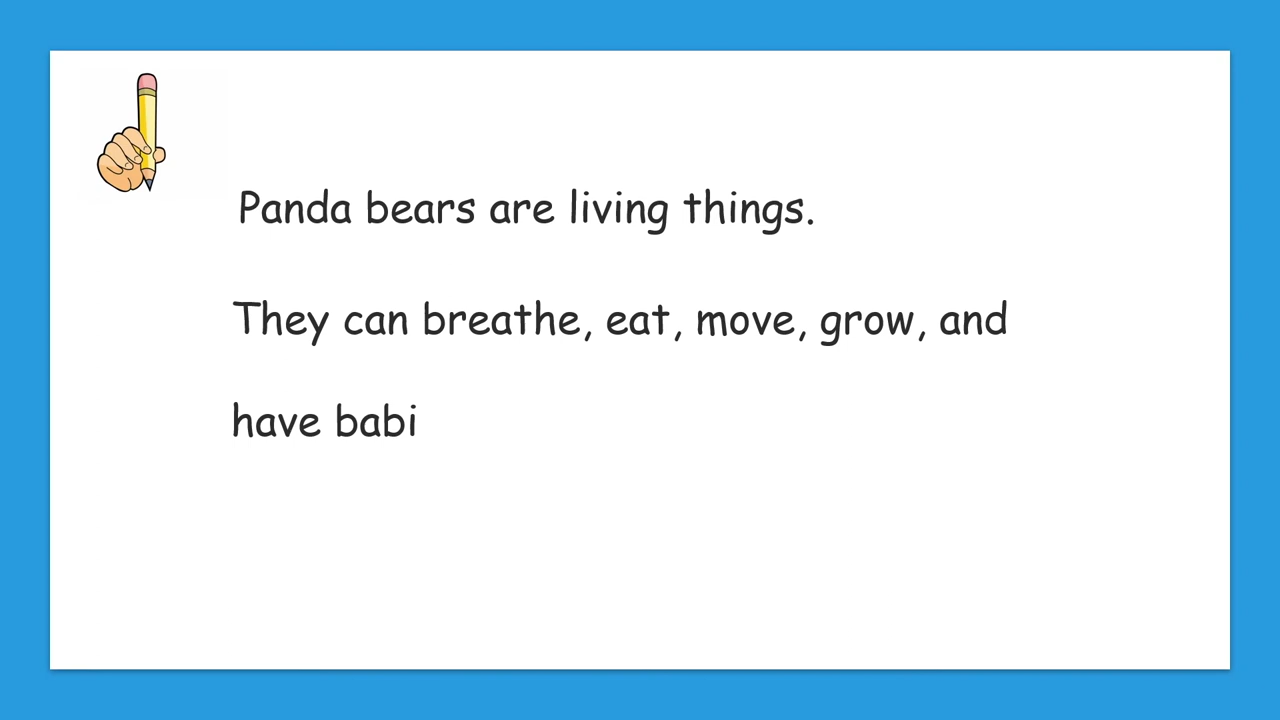 Panda bears are living things.
They can breathe, eat, move, grow, and
have babi